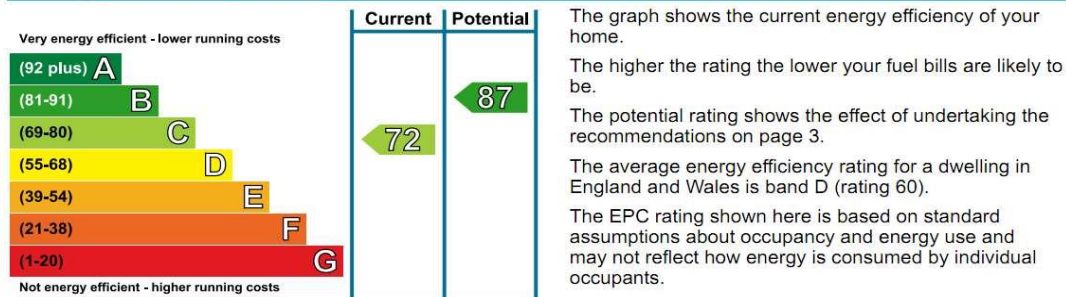 Current Potential
Very energy efficient - lower running costs
(92 plus) A
(81-91) B
87
(69-80) C
72
(55-68) D
(39-54) E
(21-38) F
(1-20) G
Not energy efficient - higher running costs
The graph shows the current energy efficiency of your
home.
The higher the rating the lower your fuel bills are likely to
be.
The potential rating shows the effect of undertaking the
recommendations on page 3.
The average energy efficiency rating for a dwelling in
England and Wales is band D (rating 60).
The EPC rating shown here is based on standard
assumptions about occupancy and energy use and
may not reflect how energy is consumed by individual
occupants.